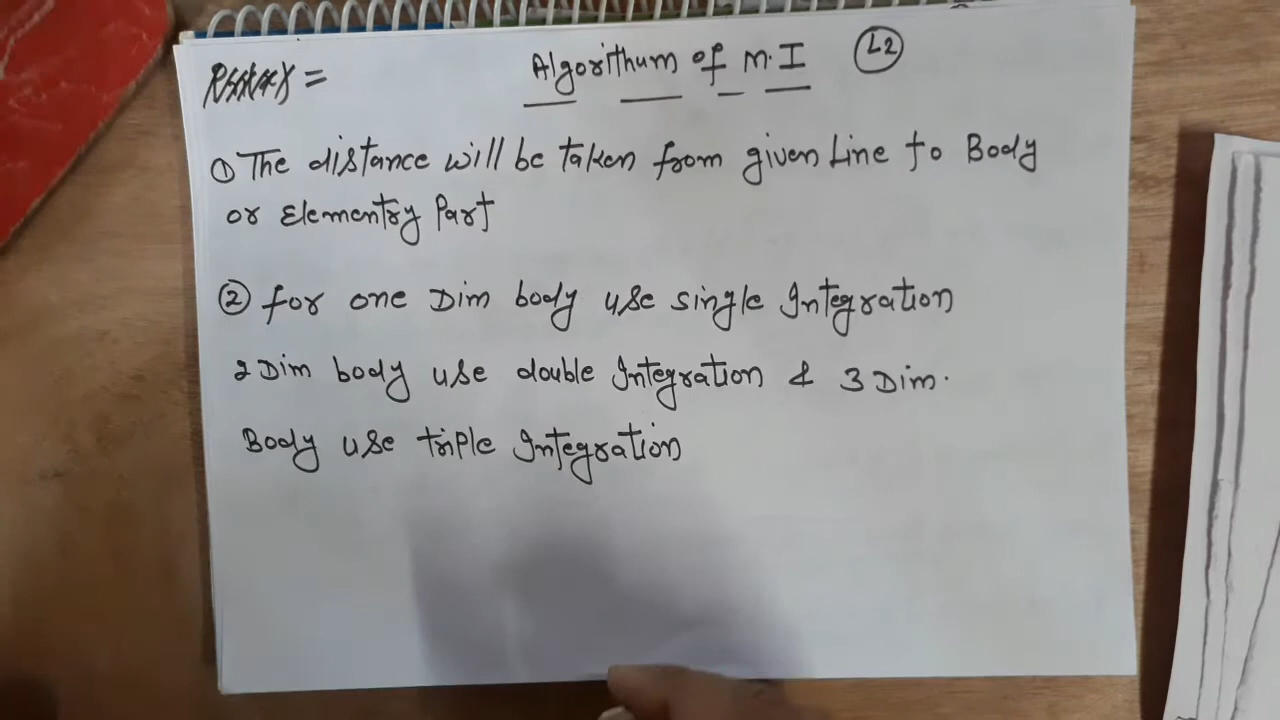 Algorithum of M.I L2
① The distance will be taken from given Line to Body
or Elementry Part
② for one Dim body use single Integration
2 Dim body use double Integration & 3 Dim.
Body use triple Integration